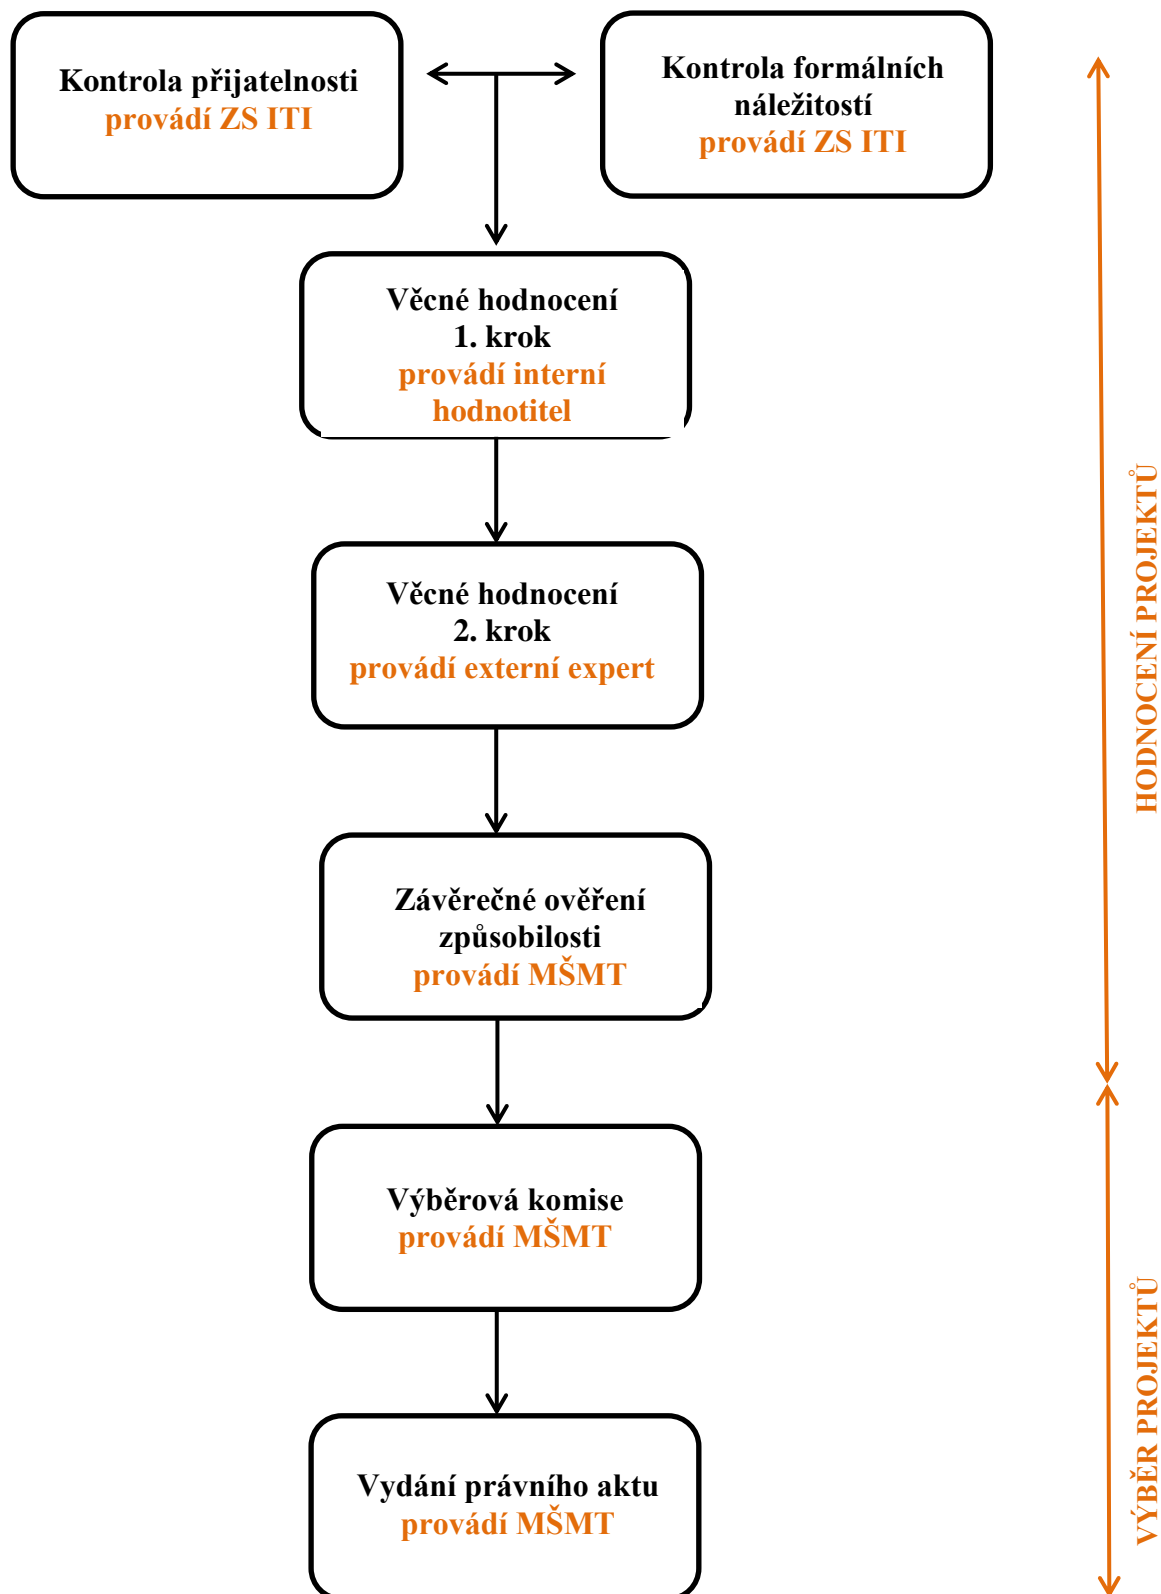 Kontrola přijatelnosti
provádí ZS ITI
Kontrola formálních
náležitostí
provádí ZS ITI
Věcné hodnocení
1. krok
provádí interní
hodnotitel
Věcné hodnocení
2. krok
provádí externí expert
Závěrečné ověření
způsobilosti
provádí MŠMT
Výběrová komise
provádí MŠMT
Vydání právního aktu
provádí MŠMT
HODNOCENÍ PROJEKTŮ
VÝBĚR PROJEKTŮ